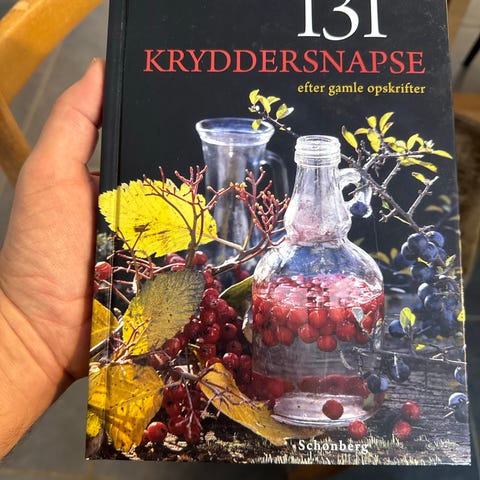 131
KRYDDERSNAPSE
efter gamle opskrifter
Schønberg